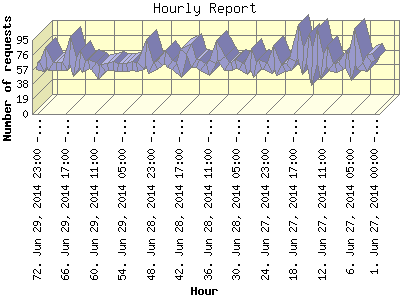 Hourly Report
Number of requests
95
76
57
38
19
0
72. Jun 29, 2014 23:00 -...
66. Jun 29, 2014 17:00 -...
60. Jun 29, 2014 11:00 -...
54. Jun 29, 2014 05:00 -...
48. Jun 28, 2014 23:00 -...
42. Jun 28, 2014 17:00 -...
36. Jun 28, 2014 11:00 -...
30. Jun 28, 2014 05:00 -...
24. Jun 27, 2014 23:00 -...
18. Jun 27, 2014 17:00 -...
12. Jun 27, 2014 11:00 -...
6. Jun 27, 2014 05:00 -...
1. Jun 27, 2014 00:00 -...
Hour